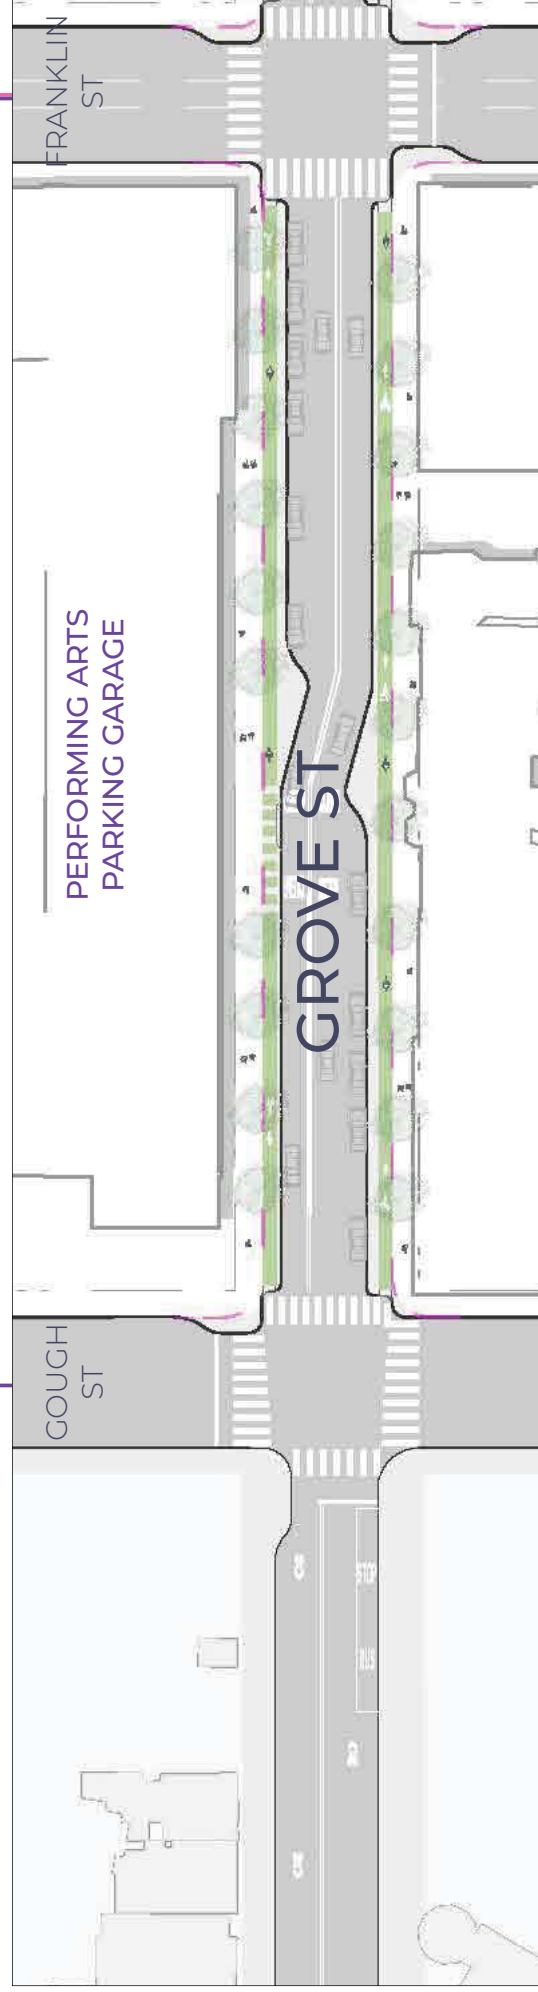 FRANKLIN
ST
PERFORMING ARTS
PARKING GARAGE
GROVE ST
GOUGH
ST
STOP
BUS